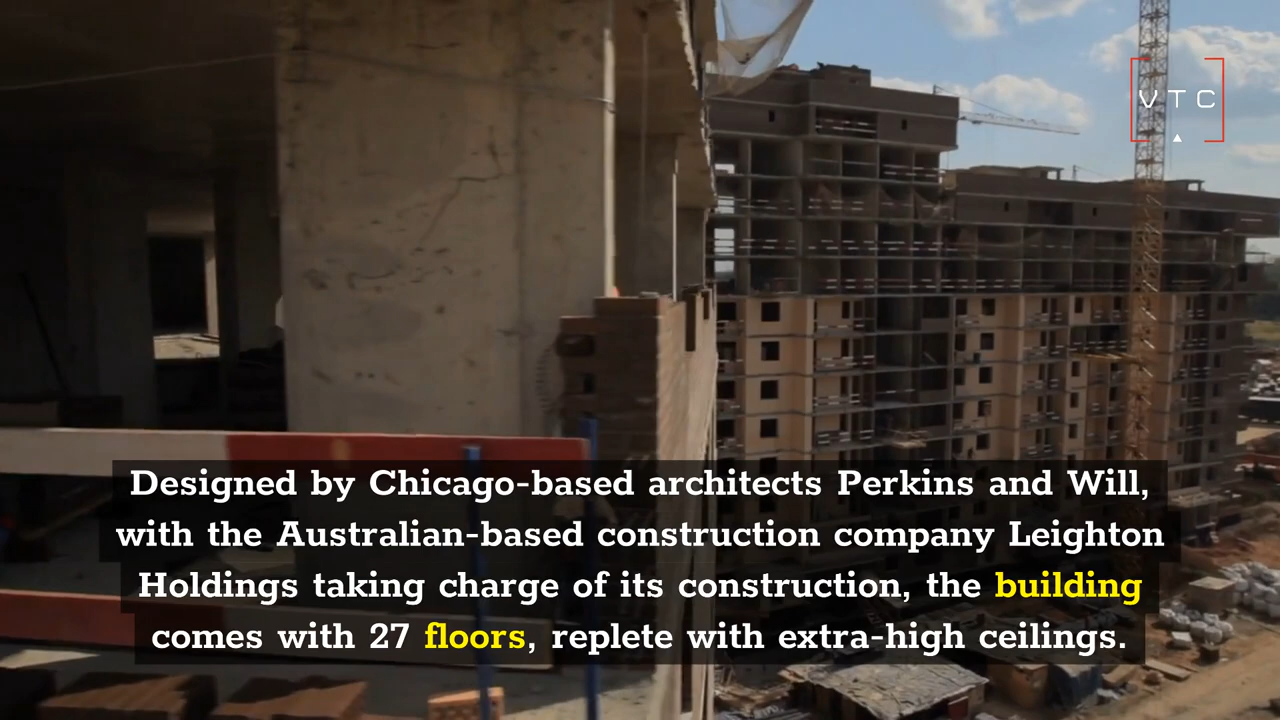 VTC
Designed by Chicago-based architects Perkins and Will,
with the Australian-based construction company Leighton
Holdings taking charge of its construction, the building
comes with 27 floors, replete with extra-high ceilings.